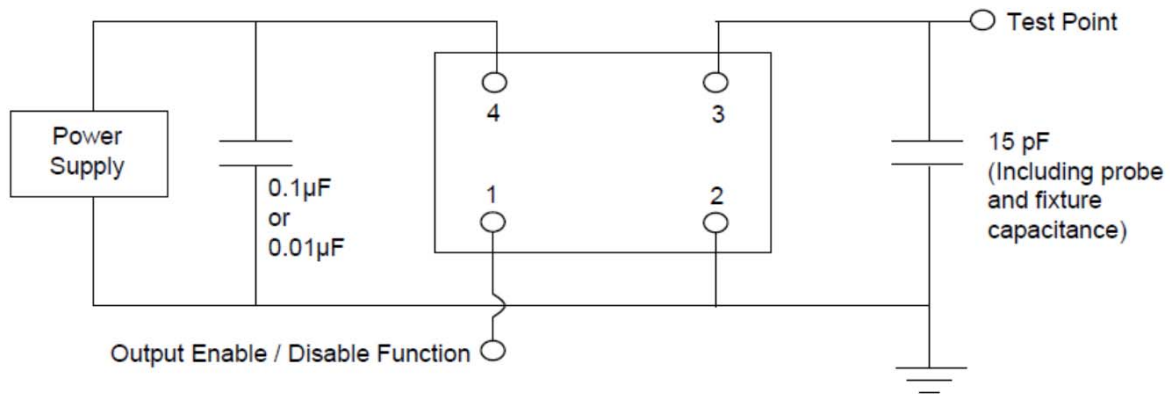 Test Point
4
3
Power
Supply
15 pF
(Including probe
and fixture
capacitance)
0.1µF
or
0.01µF
1
2
Output Enable / Disable Function